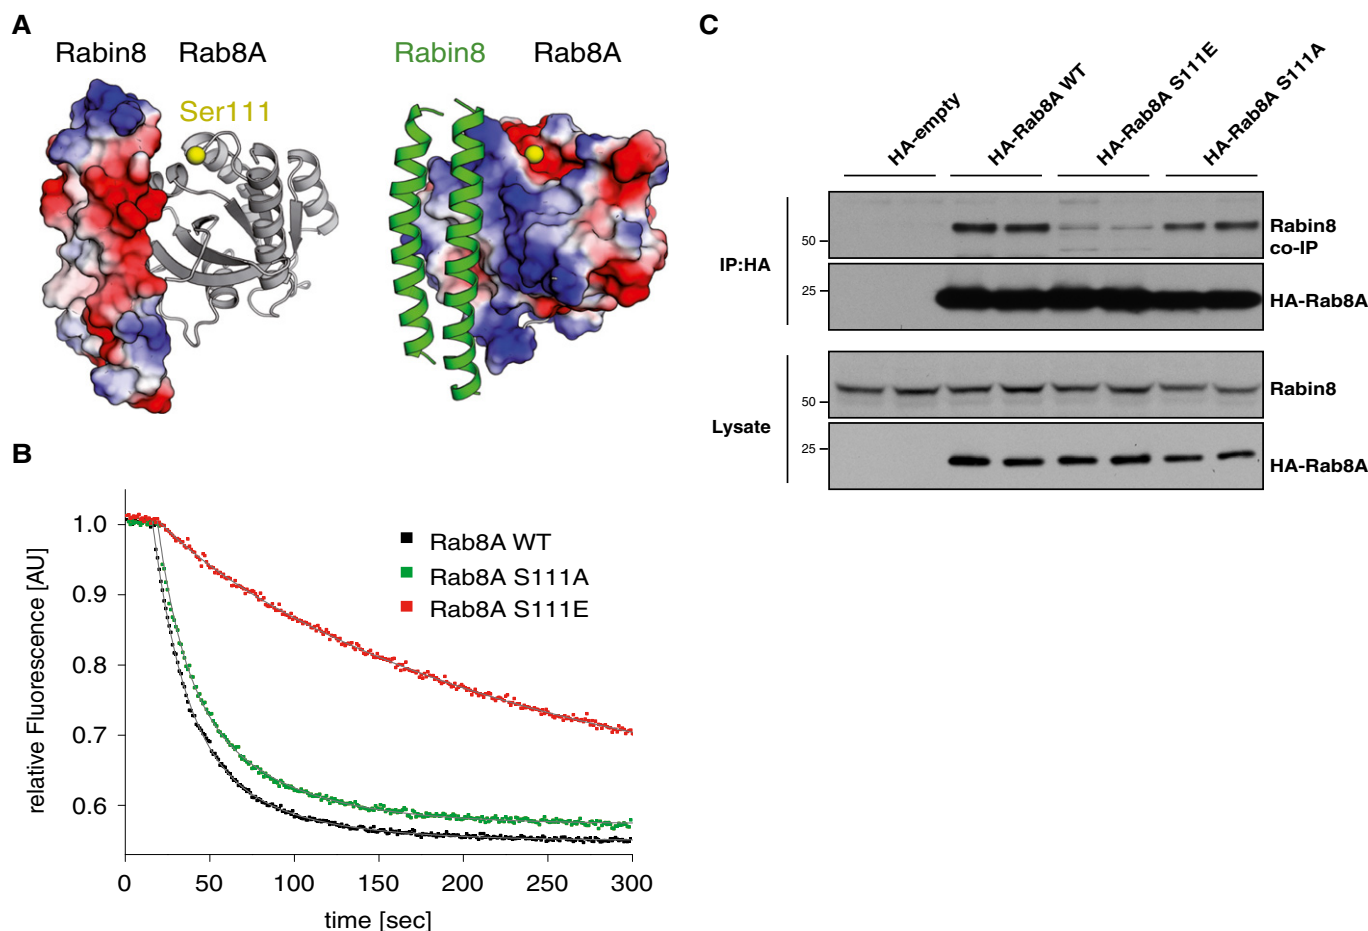 A
Rabin8 Rab8A
Ser111
Rabin8 Rab8A
B
relative Fluorescence [AU]
1.0
0.9
0.8
0.7
0.6
Rab8A WT
Rab8A S111A
Rab8A S111E
0 50 100 150 200 250 300
time [sec]
C
HA-empty
HA-Rab8A WT
HA-Rab8A S111E
HA-Rab8A S111A
IP:HA
50
Rabin8
co-IP
25
HA-Rab8A
Lysate
50
Rabin8
25
HA-Rab8A